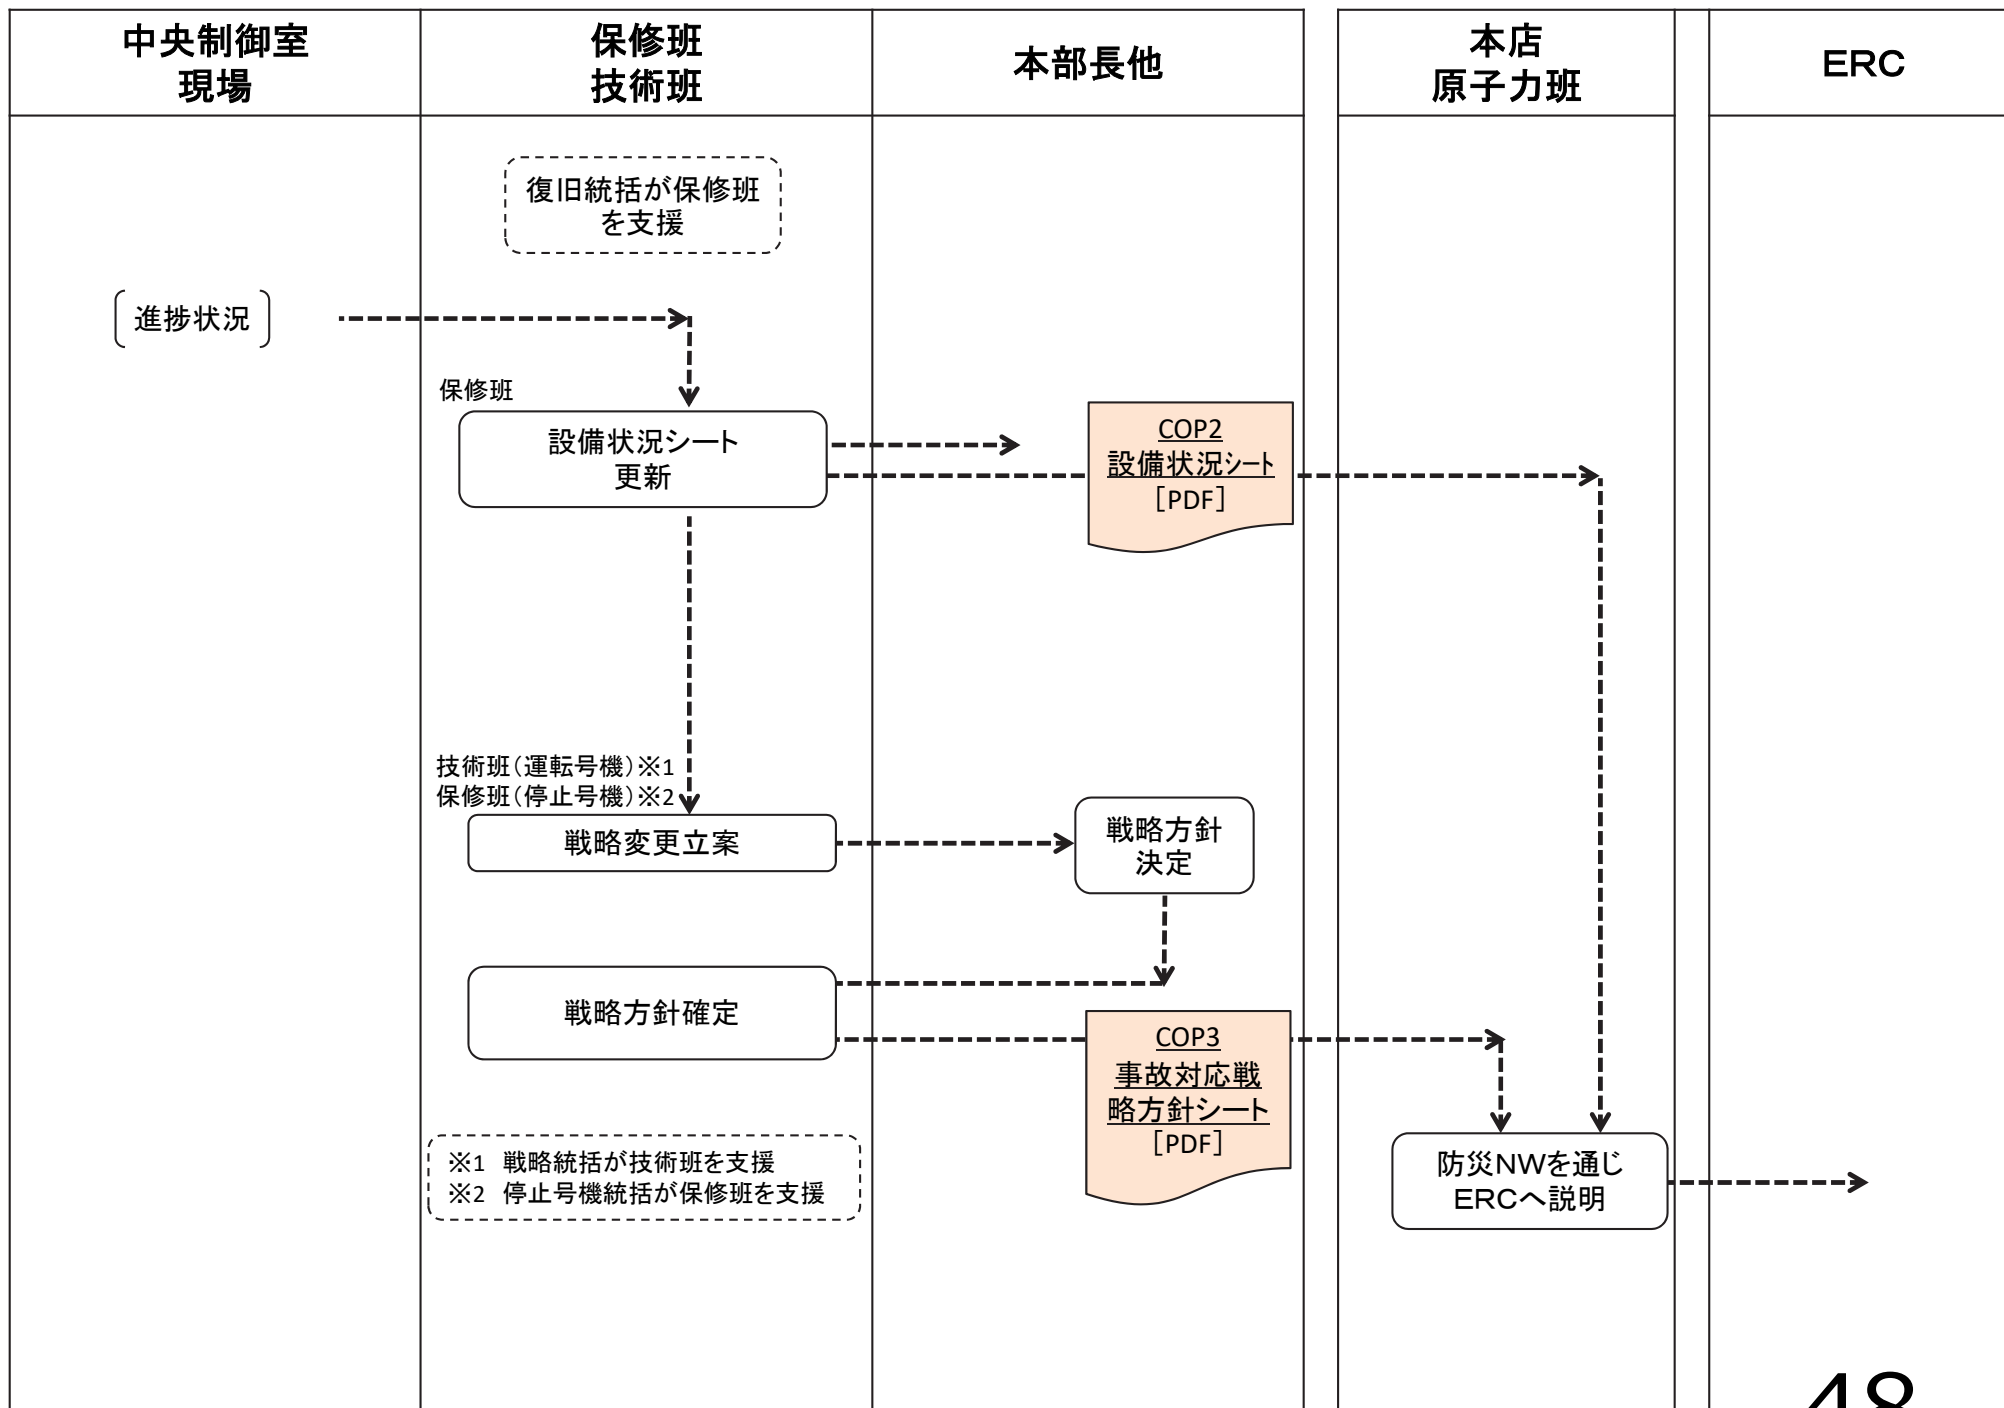 中央制御室
現場
保修班
技術班
本部長他
本店
原子力班
ERC
復旧統括が保修班
を支援
進捗状況
保修班
設備状況シート
更新
COP2
設備状況シート
[PDF]
技術班(運転号機)※1
保修班(停止号機)※2
戦略変更立案
戦略方針
決定
戦略方針確定
COP3
事故対応戦
略方針シート
[PDF]
※1 戦略統括が技術班を支援
※2 停止号機統括が保修班を支援
防災NWを通じ
ERCへ説明
48